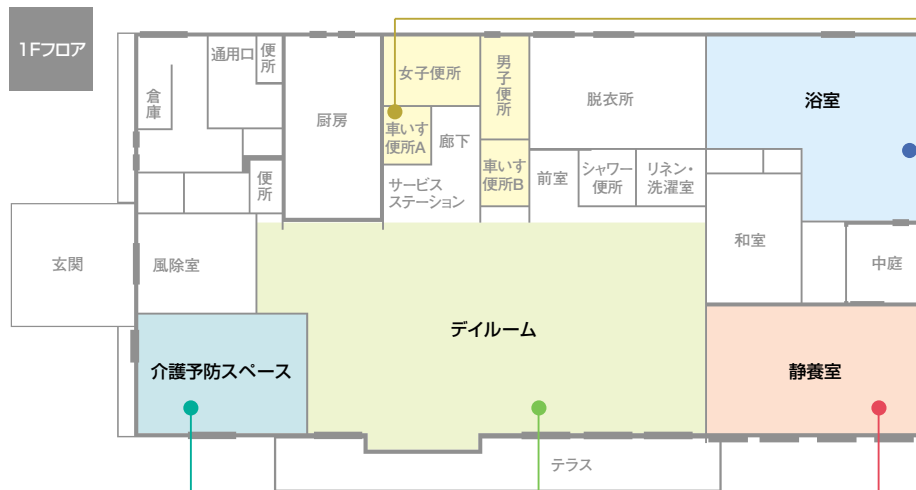 1Fフロア
通用口
便所
倉庫
厨房
女子便所
男子便所
脱衣所
浴室
車いす
便所A
廊下
サービス
ステーション
便所
車いす
便所B
前室
シャワー
便所
リネン・
洗濯室
和室
中庭
玄関
風除室
デイルーム
介護予防スペース
静養室
テラス